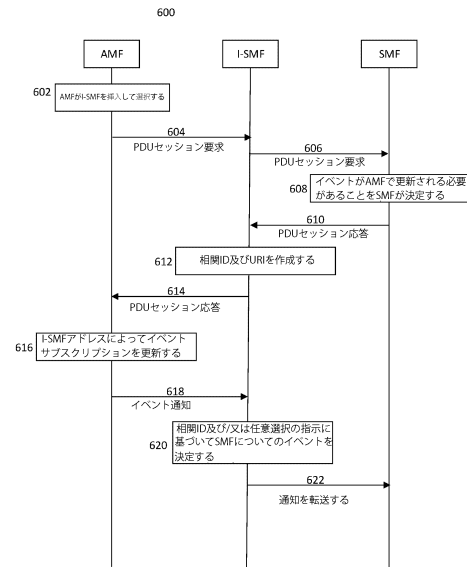 600
AMF
I-SMF
SMF
602
AMFがI-SMFを挿入して選択する
604
PDUセッション要求
606
PDUセッション要求
608
イベントがAMFで更新される必要
があることをSMFが決定する
610
PDUセッション応答
612
相関ID及びURIを作成する
614
PDUセッション応答
616
I-SMFアドレスによってイベント
サブスクリプションを更新する
618
イベント通知
620
相関ID及び/又は任意選択の指示に
基づいてSMFについてのイベントを
決定する
622
通知を転送する